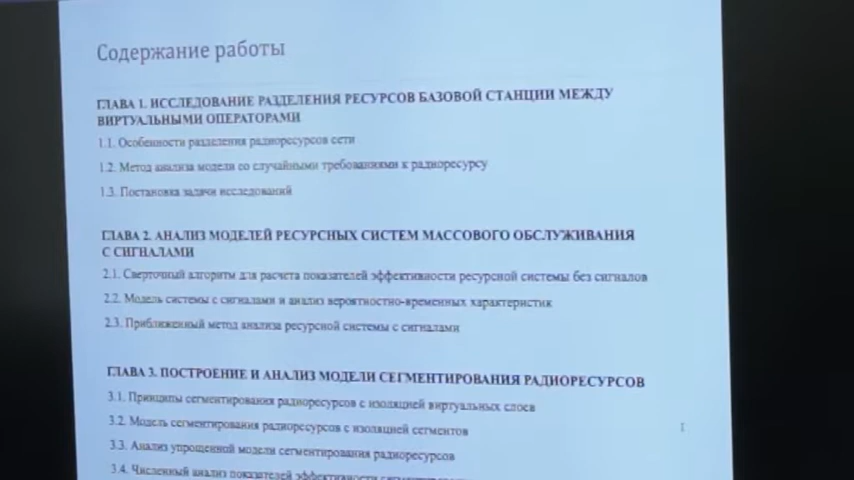 Содержание работы
ГЛАВА 1. ИССЛЕДОВАНИЕ РАЗДЕЛЕНИЯ РЕСУРСОВ БАЗОВОЙ СТАНЦИИ МЕЖДУ
ВИРТУАЛЬНЫМИ ОПЕРАТОРАМИ
1.1. Особенности разделения радиоресурсов сети
1.2. Метод анализа модели со случайными требованиями к радиоресурсу
1.3. Постановка задачи исследований
ГЛАВА 2. АНАЛИЗ МОДЕЛЕЙ РЕСУРСНЫХ СИСТЕМ МАССОВОГО ОБСЛУЖИВАНИЯ
С СИГНАЛАМИ
2.1. Сверточный алгоритм для расчета показателей эффективности ресурсной системы без сигналов
2.2. Модель системы с сигналами и анализ вероятностно-временных характеристик
2.3. Приближенный метод анализа ресурсной системы с сигналами
ГЛАВА 3. ПОСТРОЕНИЕ И АНАЛИЗ МОДЕЛИ СЕГМЕНТИРОВАНИЯ РАДИОРЕСУРСОВ
3.1. Принципы сегментирования радиоресурсов с изоляцией виртуальных слоев
3.2. Модель сегментирования радиоресурсов с изоляцией сегментов
3.3. Анализ упрощенной модели сегментирования радиоресурсов
3.4. Численный анализ показателей эффективности